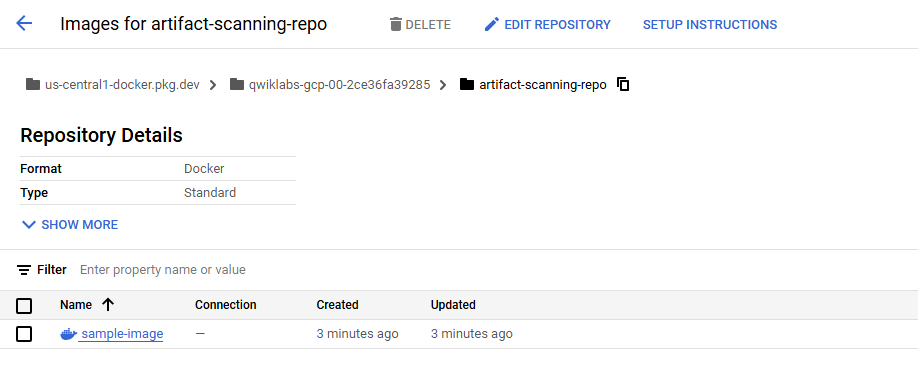 Images for artifact-scanning-repo DELETE EDIT REPOSITORY SETUP INSTRUCTIONS
us-central1-docker.pkg.dev qwiklabs-gcp-00-2ce36fa39285 artifact-scanning-repo
Repository Details
Format Docker
Type Standard
SHOW MORE
Filter Enter property name or value
Name Connection Created Updated
sample-image — 3 minutes ago 3 minutes ago